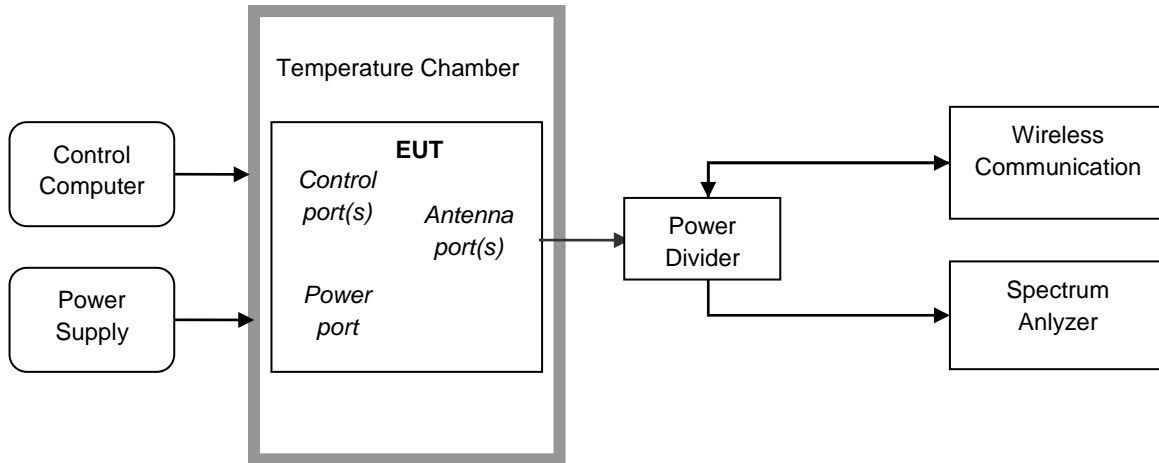 Temperature Chamber
Control
Computer
Power
Supply
EUT
Control
port(s)
Antenna
port(s)
Power
port
Power
Divider
Wireless
Communication
Spectrum
Anlyzer